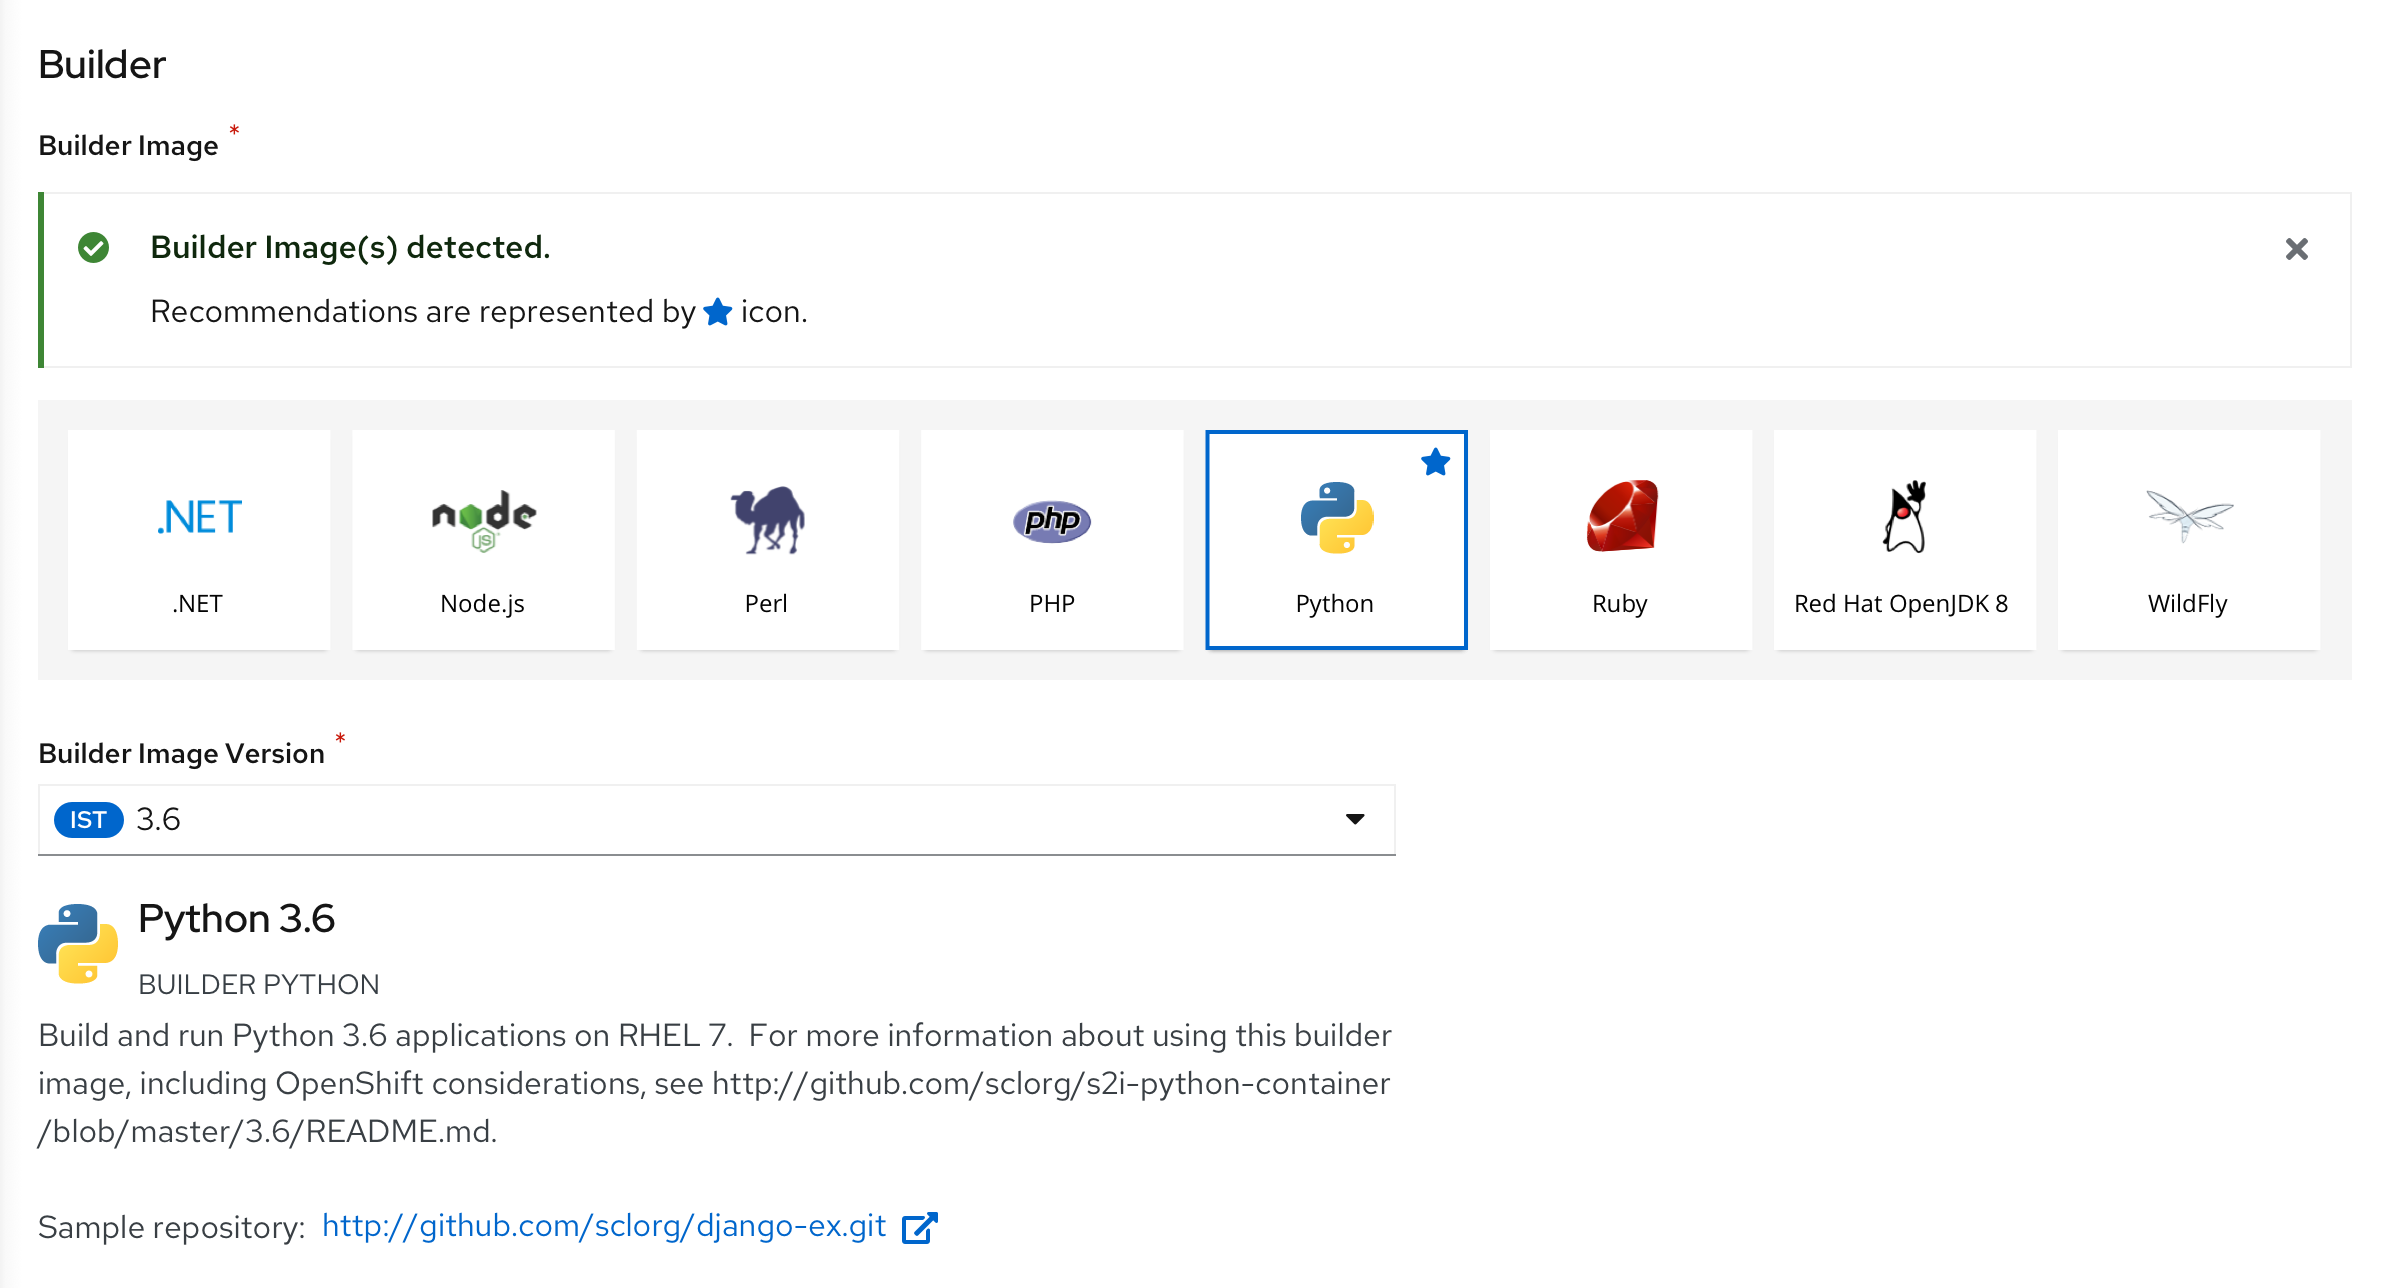 Builder
Builder Image *
Builder Image(s) detected.
Recommendations are represented by icon.
.NET
node
JS
php
.NET
Node.js
Perl
PHP
Python
Ruby
Red Hat OpenJDK 8
WildFly
Builder Image Version *
IST 3.6
Python 3.6
BUILDER PYTHON
Build and run Python 3.6 applications on RHEL 7.  For more information about using this builder
image, including OpenShift considerations, see http://github.com/sclorg/s2i-python-container
/blob/master/3.6/README.md.
Sample repository: http://github.com/sclorg/django-ex.git